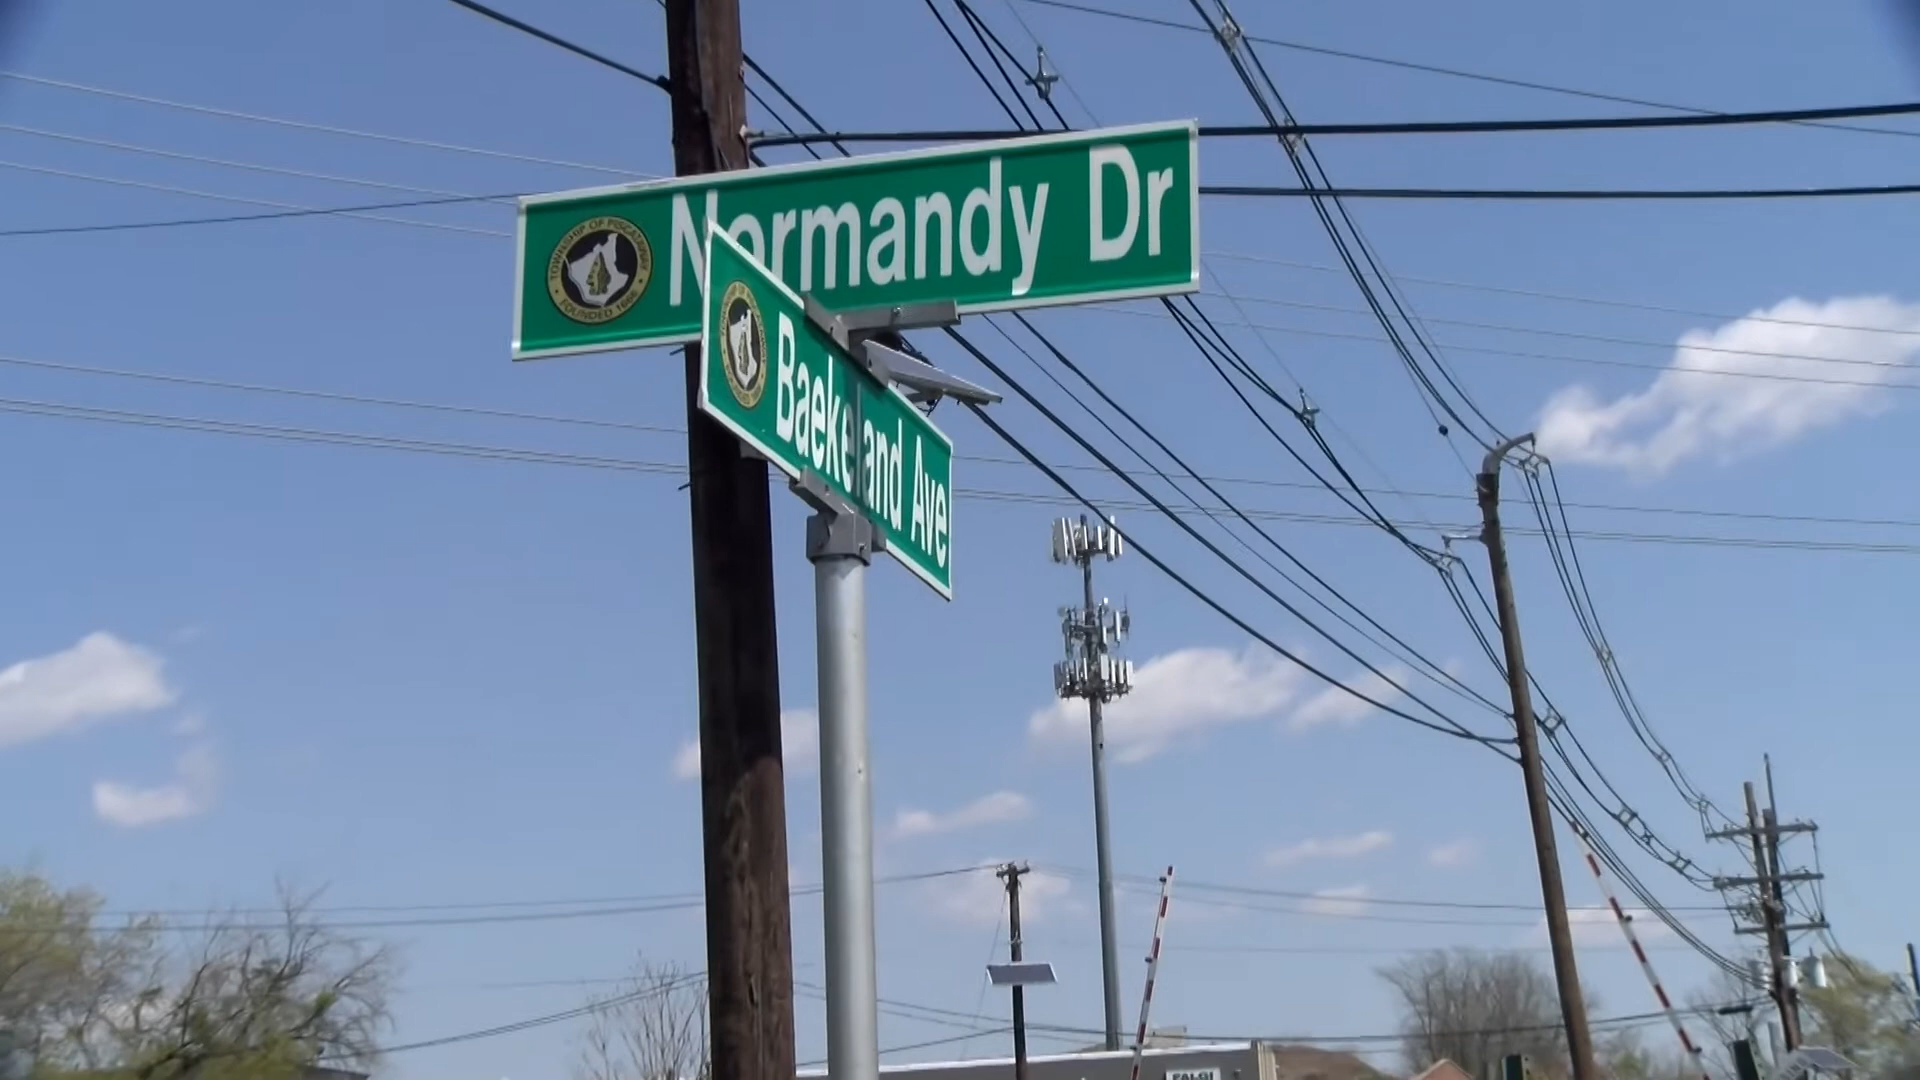 Normandy Dr
TOWNSHIP OF PISCATAWAY
FOUNDED 1666
Baekeland Ave